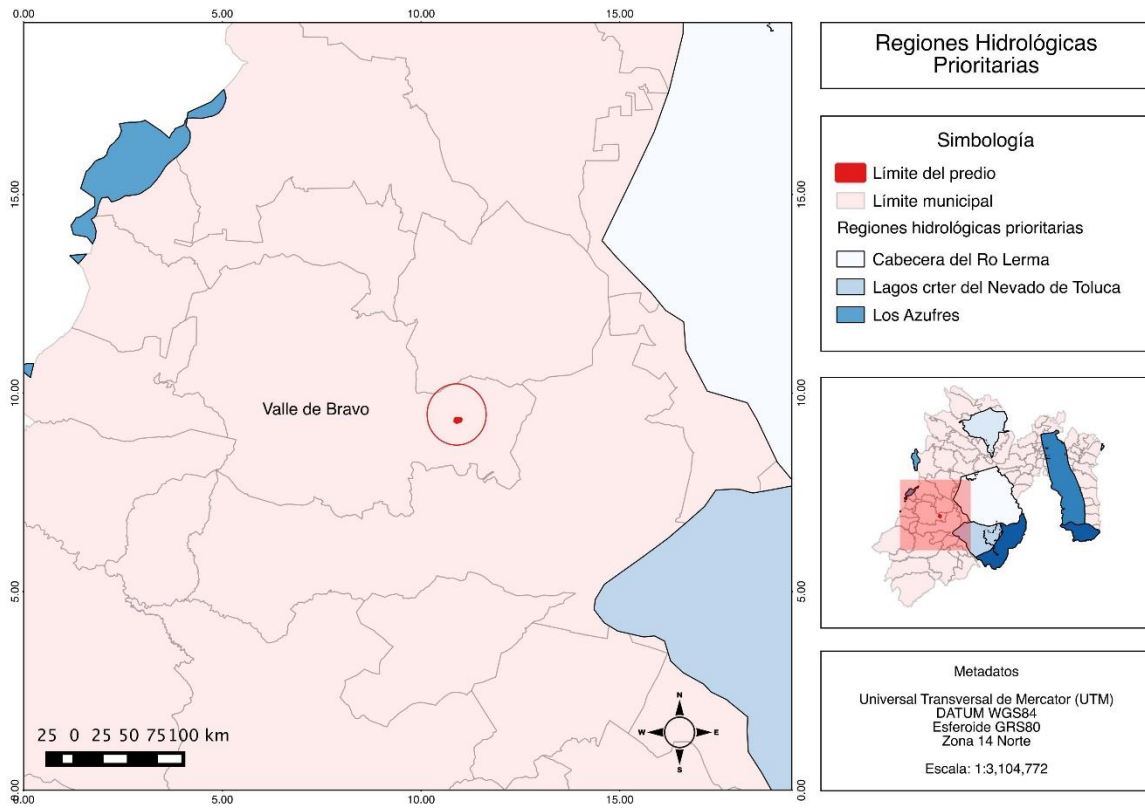 0.00 5.00 10.00 15.00
15.00
10.00
5.00
0.00
15.00
10.00
5.00
0.00
Valle de Bravo
25 0 25 50 75 100 km
N
W E
S
0.00 5.00 10.00 15.00
Regiones Hidrológicas
Prioritarias
Simbología
Límite del predio
Límite municipal
Regiones hidrológicas prioritarias
Cabecera del Ro Lerma
Lagos crter del Nevado de Toluca
Los Azufres
Metadatos
Universal Transversal de Mercator (UTM)
DATUM WGS84
Esferoide GRS80
Zona 14 Norte
Escala: 1:3,104,772